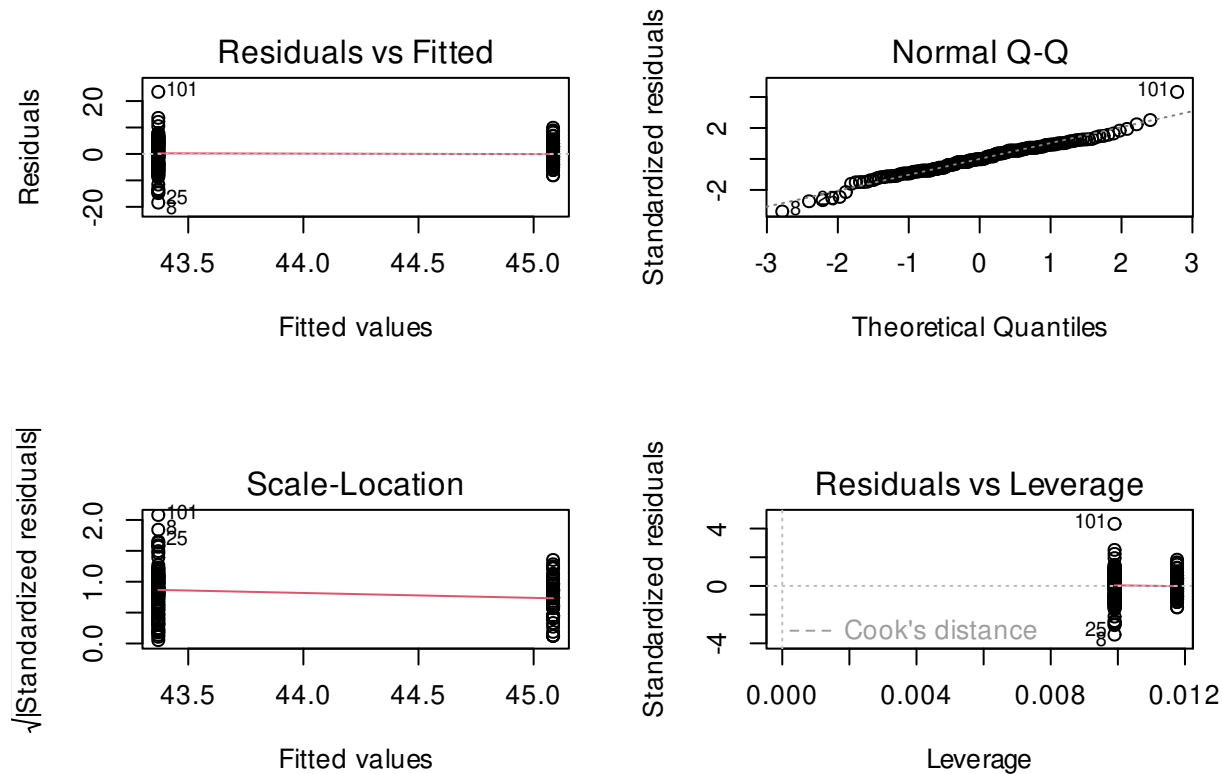 Residuals vs Fitted
Residuals
20
0
-20
101
25
8
43.5 44.0 44.5 45.0
Fitted values
Normal Q-Q
Standardized residuals
2
-2
101
8
-3 -2 -1 0 1 2 3
Theoretical Quantiles
Scale-Location
√|Standardized residuals|
2.0
1.0
0.0
101
8
25
43.5 44.0 44.5 45.0
Fitted values
Residuals vs Leverage
Standardized residuals
4
0
-4
101
25
8
Cook's distance
0.000 0.004 0.008 0.012
Leverage